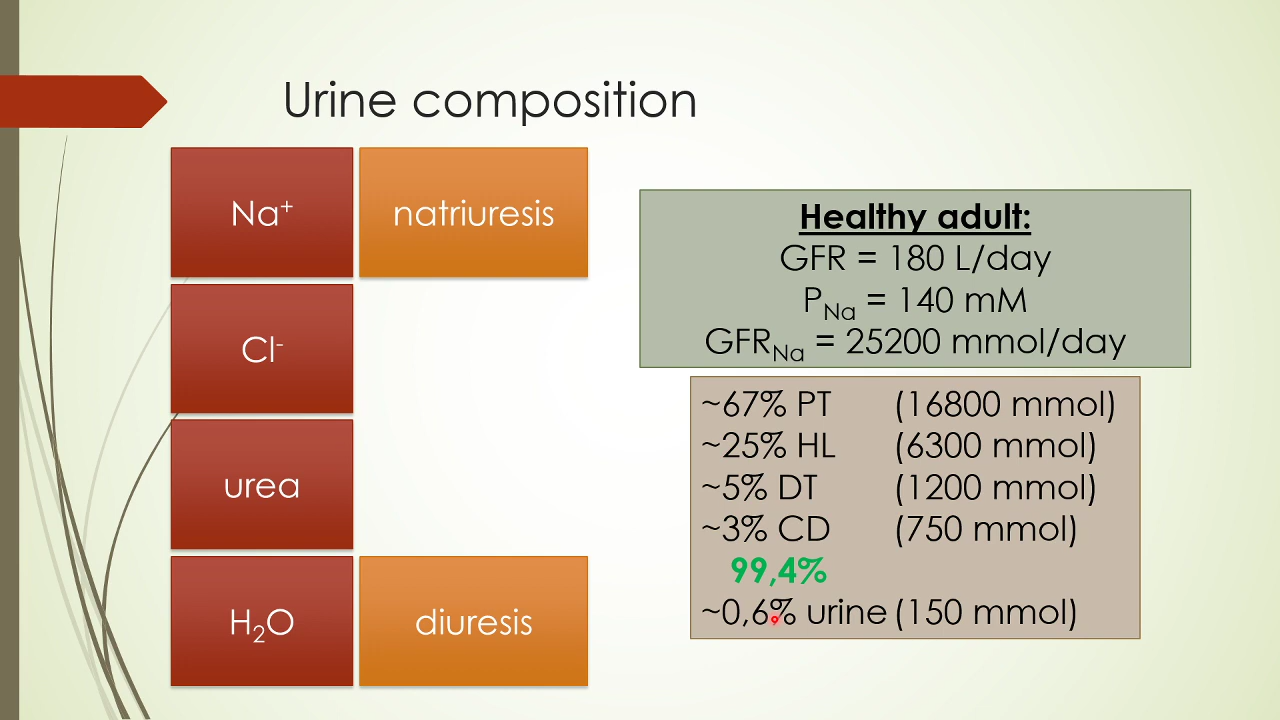 Urine composition
Na⁺
natriuresis
Cl⁻
urea
H₂O
diuresis
Healthy adult:
GFR = 180 L/day
P_Na = 140 mM
GFR_Na = 25200 mmol/day
~67% PT (16800 mmol)
~25% HL (6300 mmol)
~5% DT (1200 mmol)
~3% CD (750 mmol)
99,4%
~0,6% urine (150 mmol)